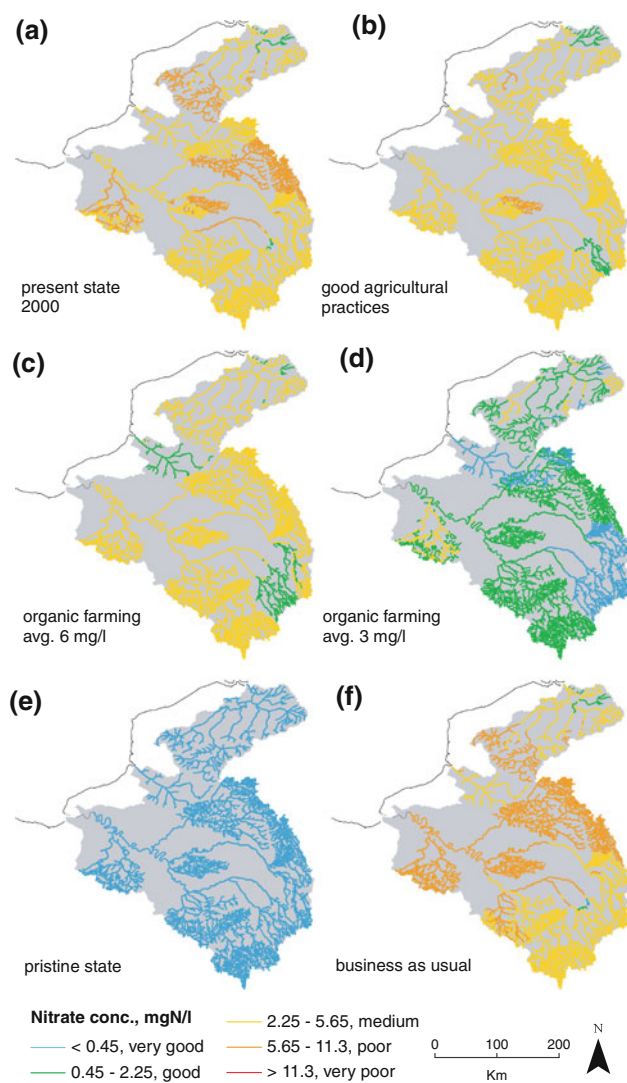 (a)
(b)
present state
2000
good agricultural
practices
(c)
(d)
organic farming
avg. 6 mg/l
organic farming
avg. 3 mg/l
(e)
(f)
pristine state
business as usual
Nitrate conc., mgN/l
< 0.45, very good
0.45 - 2.25, good
2.25 - 5.65, medium
5.65 - 11.3, poor
> 11.3, very poor
0 100 200
Km
N